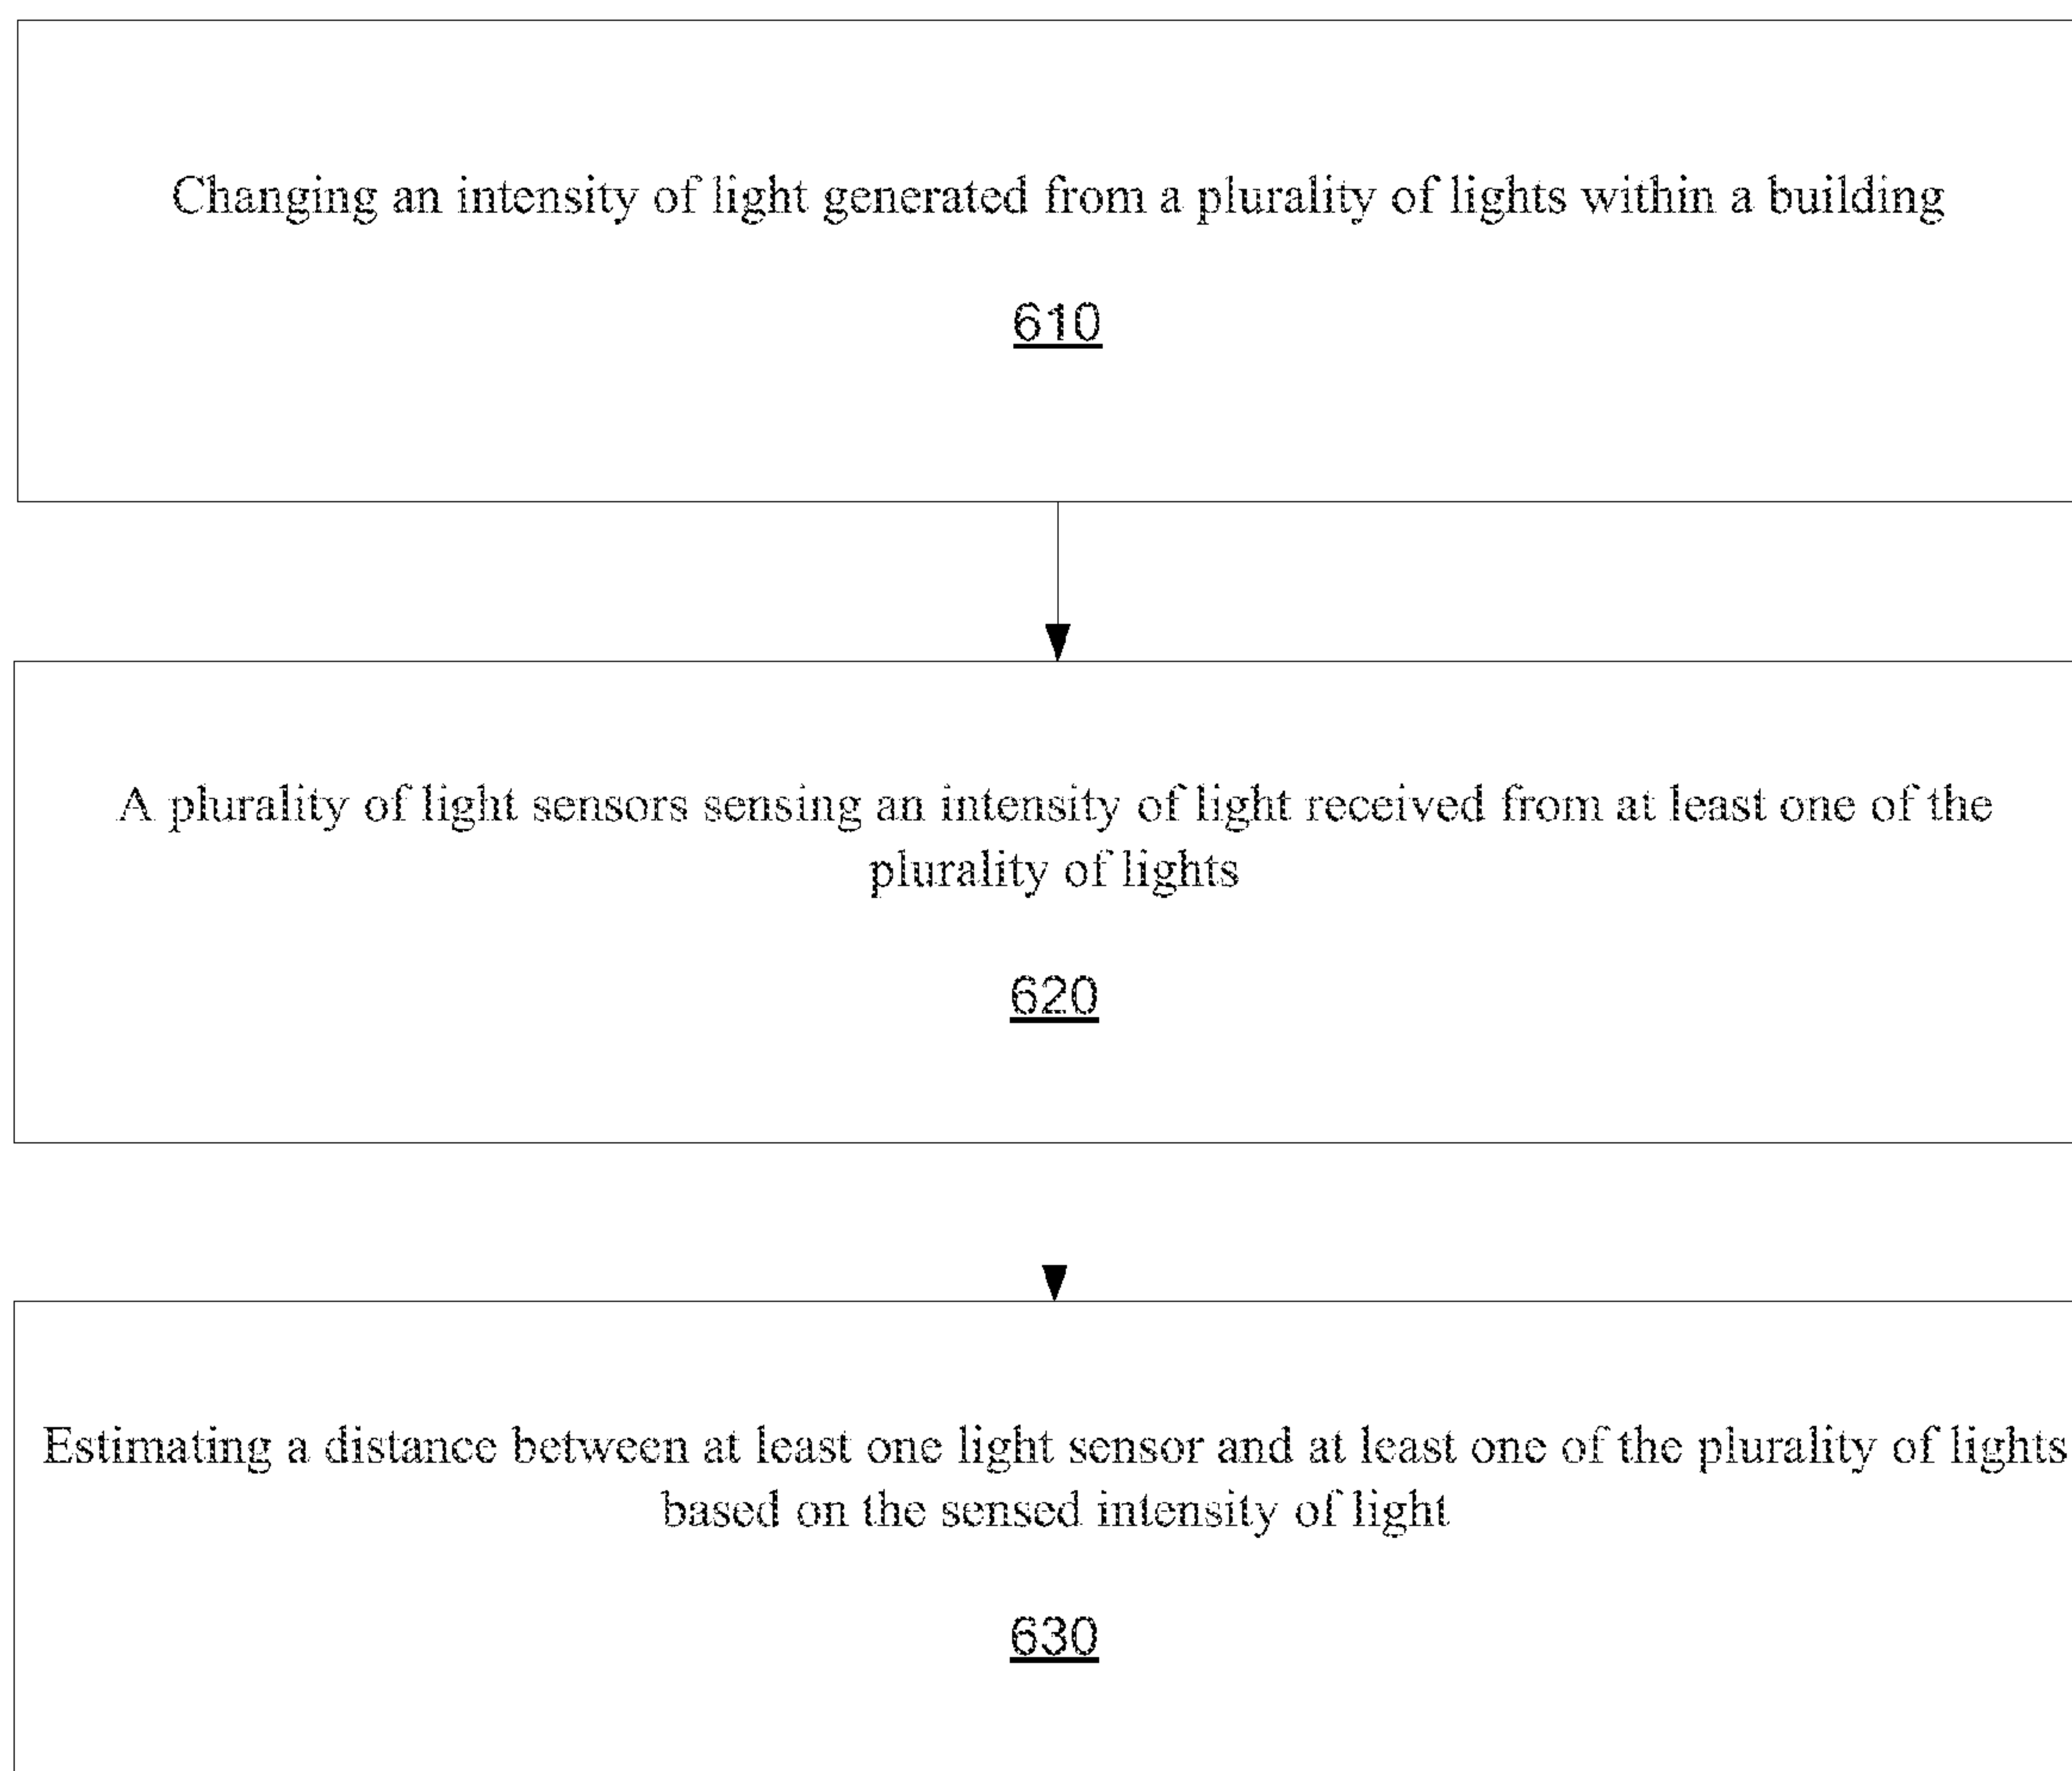 Changing an intensity of light generated from a plurality of lights within a building
610
A plurality of light sensors sensing an intensity of light received from at least one of the
plurality of lights
620
Estimating a distance between at least one light sensor and at least one of the plurality of lights
based on the sensed intensity of light
630